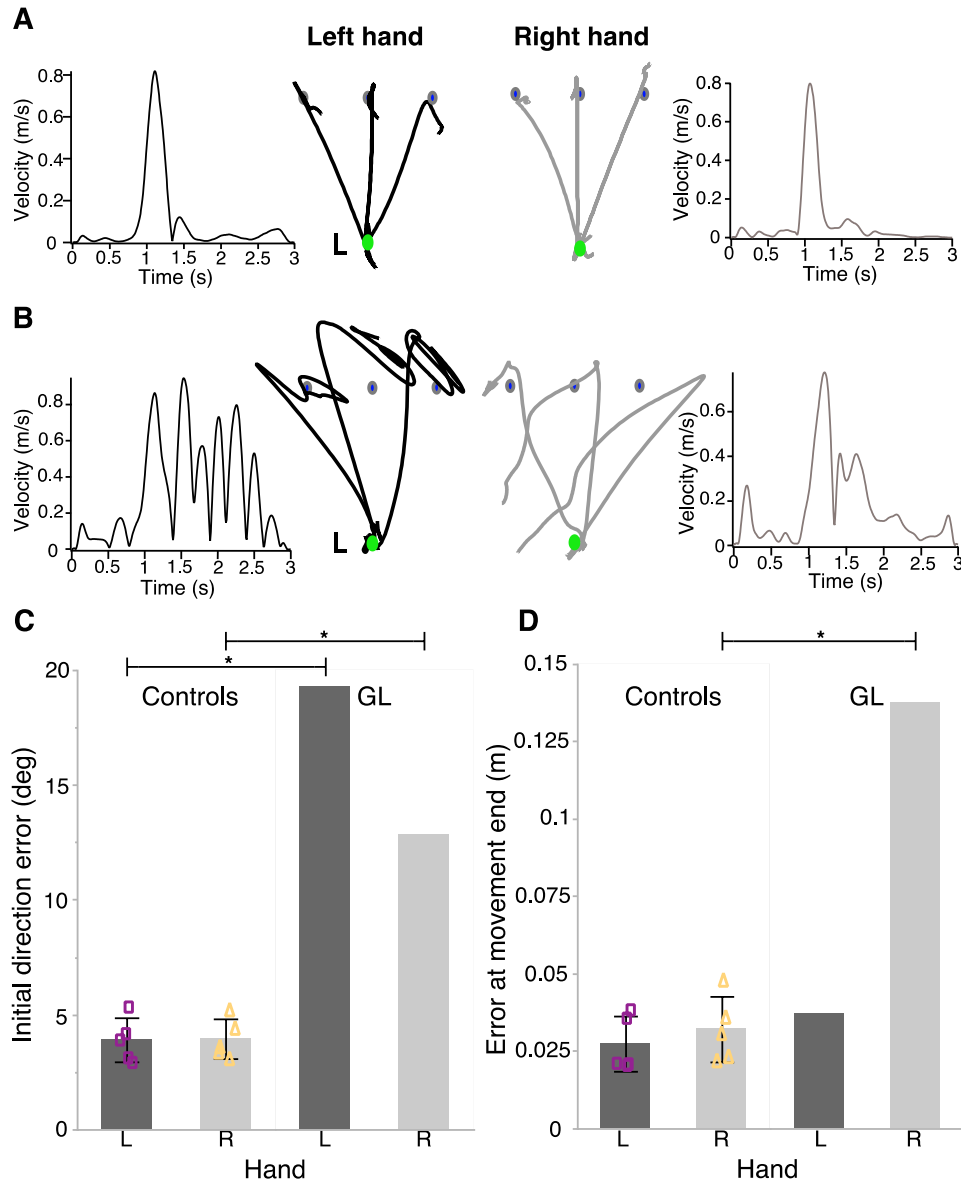 A
Left hand
Right hand
Velocity (m/s)
0.8
0.6
0.4
0.2
0
0 0.5 1 1.5 2 2.5 3
Time (s)
L
Velocity (m/s)
0.8
0.6
0.4
0.2
0
0 0.5 1 1.5 2 2.5 3
Time (s)
B
Velocity (m/s)
0.8
0.6
0.4
0.2
0
0 0.5 1 1.5 2 2.5 3
Time (s)
L
Velocity (m/s)
0.6
0.4
0.2
0
0 0.5 1 1.5 2 2.5 3
Time (s)
C
*
*
Controls
GL
Initial direction error (deg)
20
15
10
5
0
L R L R
Hand
D
*
Controls
GL
Error at movement end (m)
0.15
0.125
0.1
0.075
0.05
0.025
0
L R L R
Hand